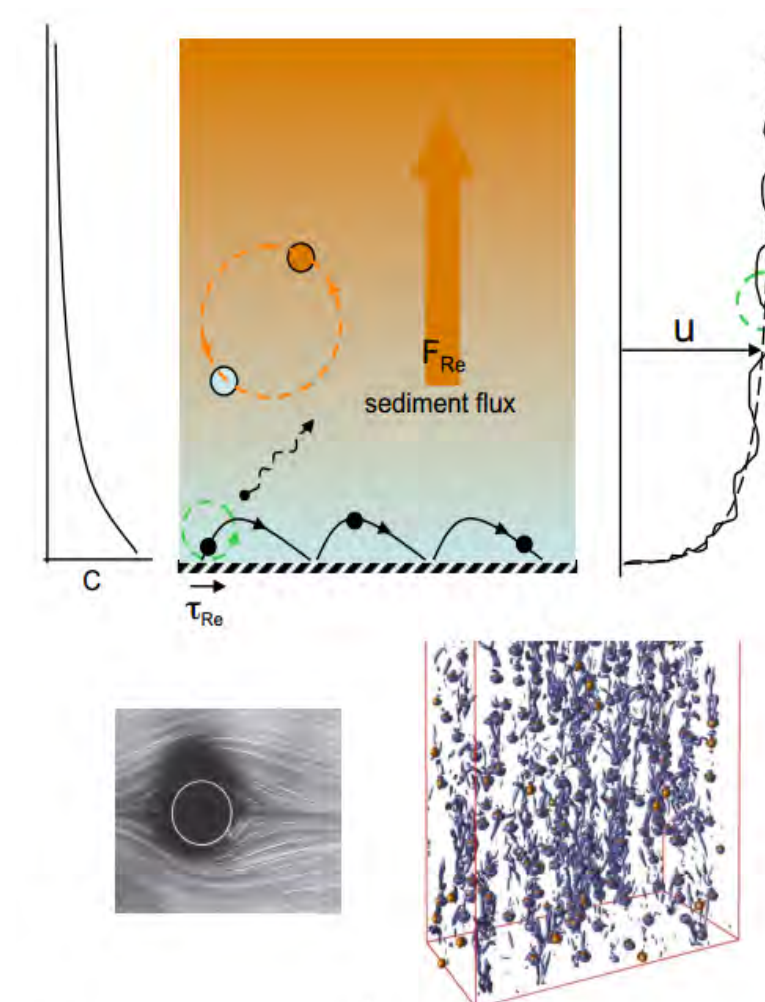 u
F_Re
sediment flux
C
τ_Re